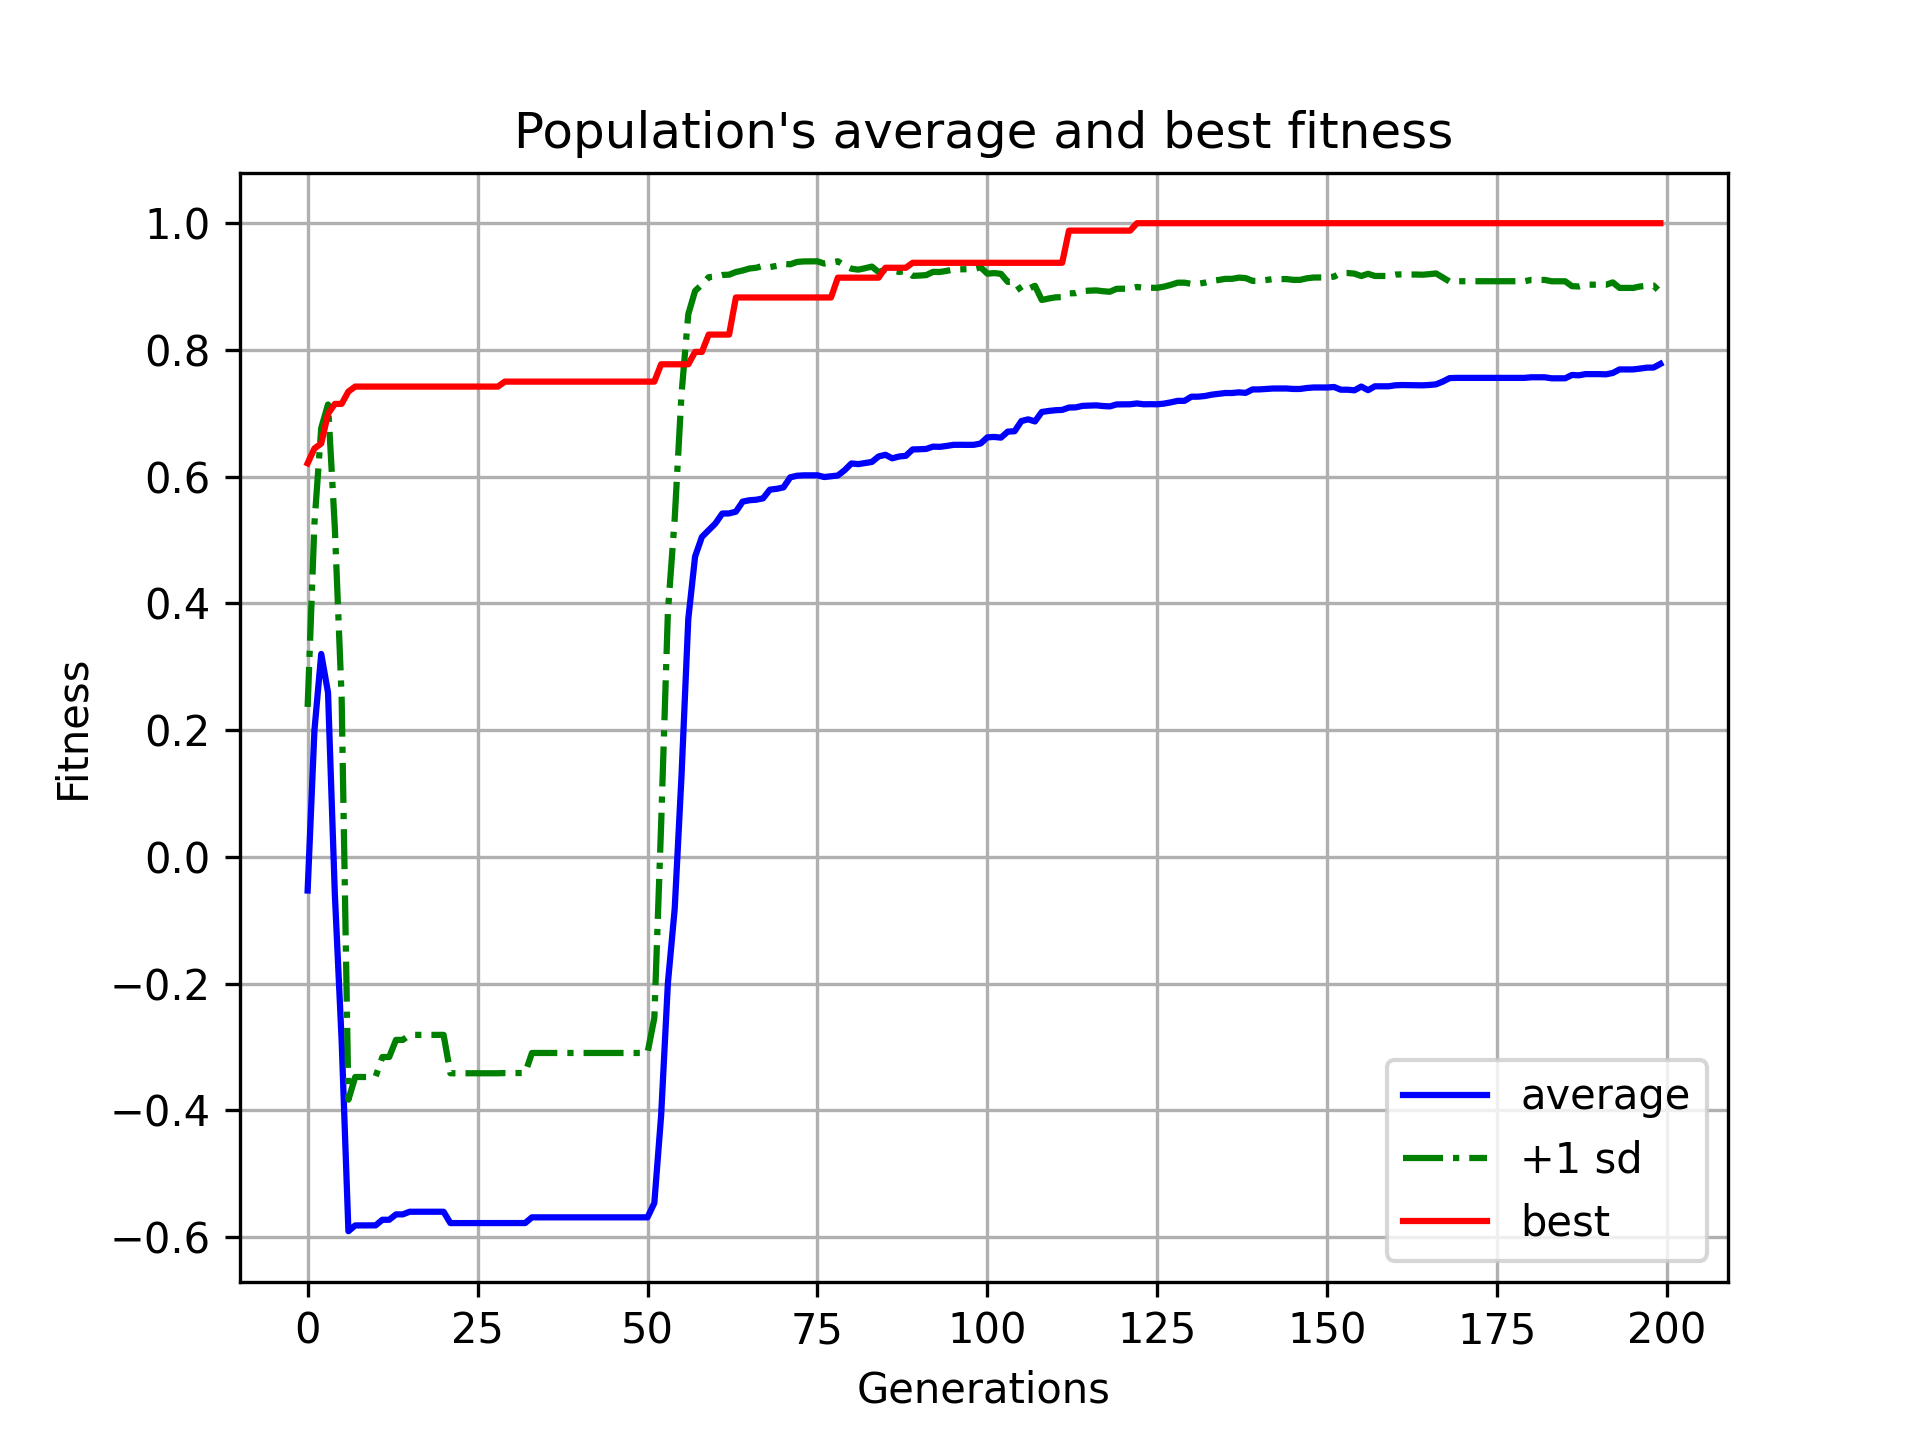 Population's average and best fitness
Fitness
1.0
0.8
0.6
0.4
0.2
0.0
−0.2
−0.4
−0.6
average
+1 sd
best
0 25 50 75 100 125 150 175 200
Generations